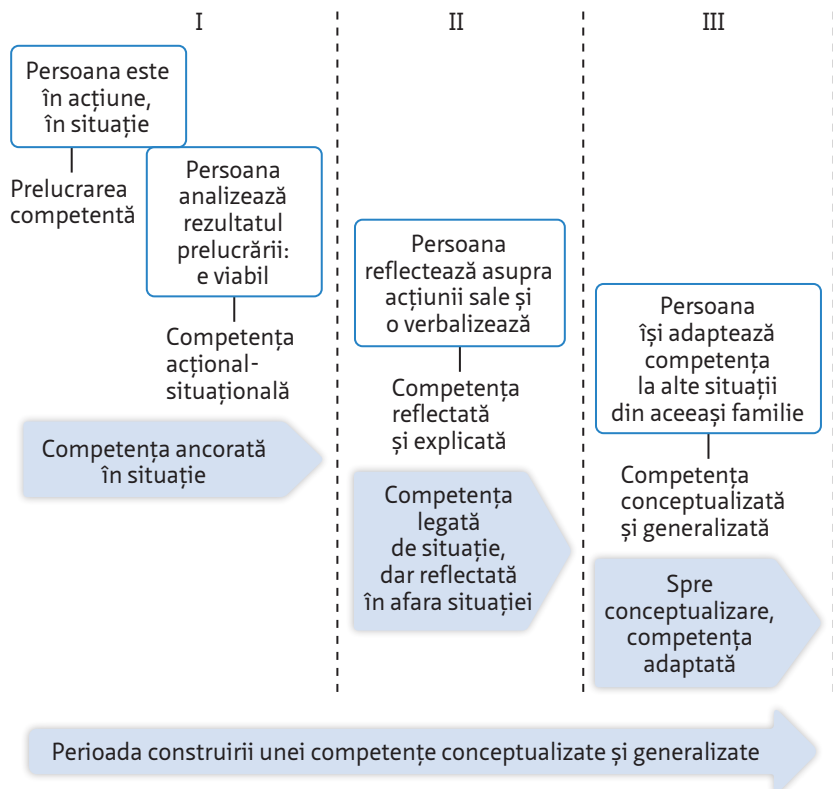 I
II
III
Persoana este
în acțiune,
în situație
Prelucrarea
competentă
Persoana
analizează
rezultatul
prelucrării:
e viabil
Competența
acțional-
situațională
Competența ancorată
în situație
Persoana
reflectează asupra
acțiunii sale și
o verbalizează
Competența
reflectată
și explicată
Competența
legată
de situație,
dar reflectată
în afara situației
Persoana
își adaptează
competența
la alte situații
din aceeași familie
Competența
conceptualizată
și generalizată
Spre
conceptualizare,
competența
adaptată
Perioada construirii unei competențe conceptualizate și generalizate